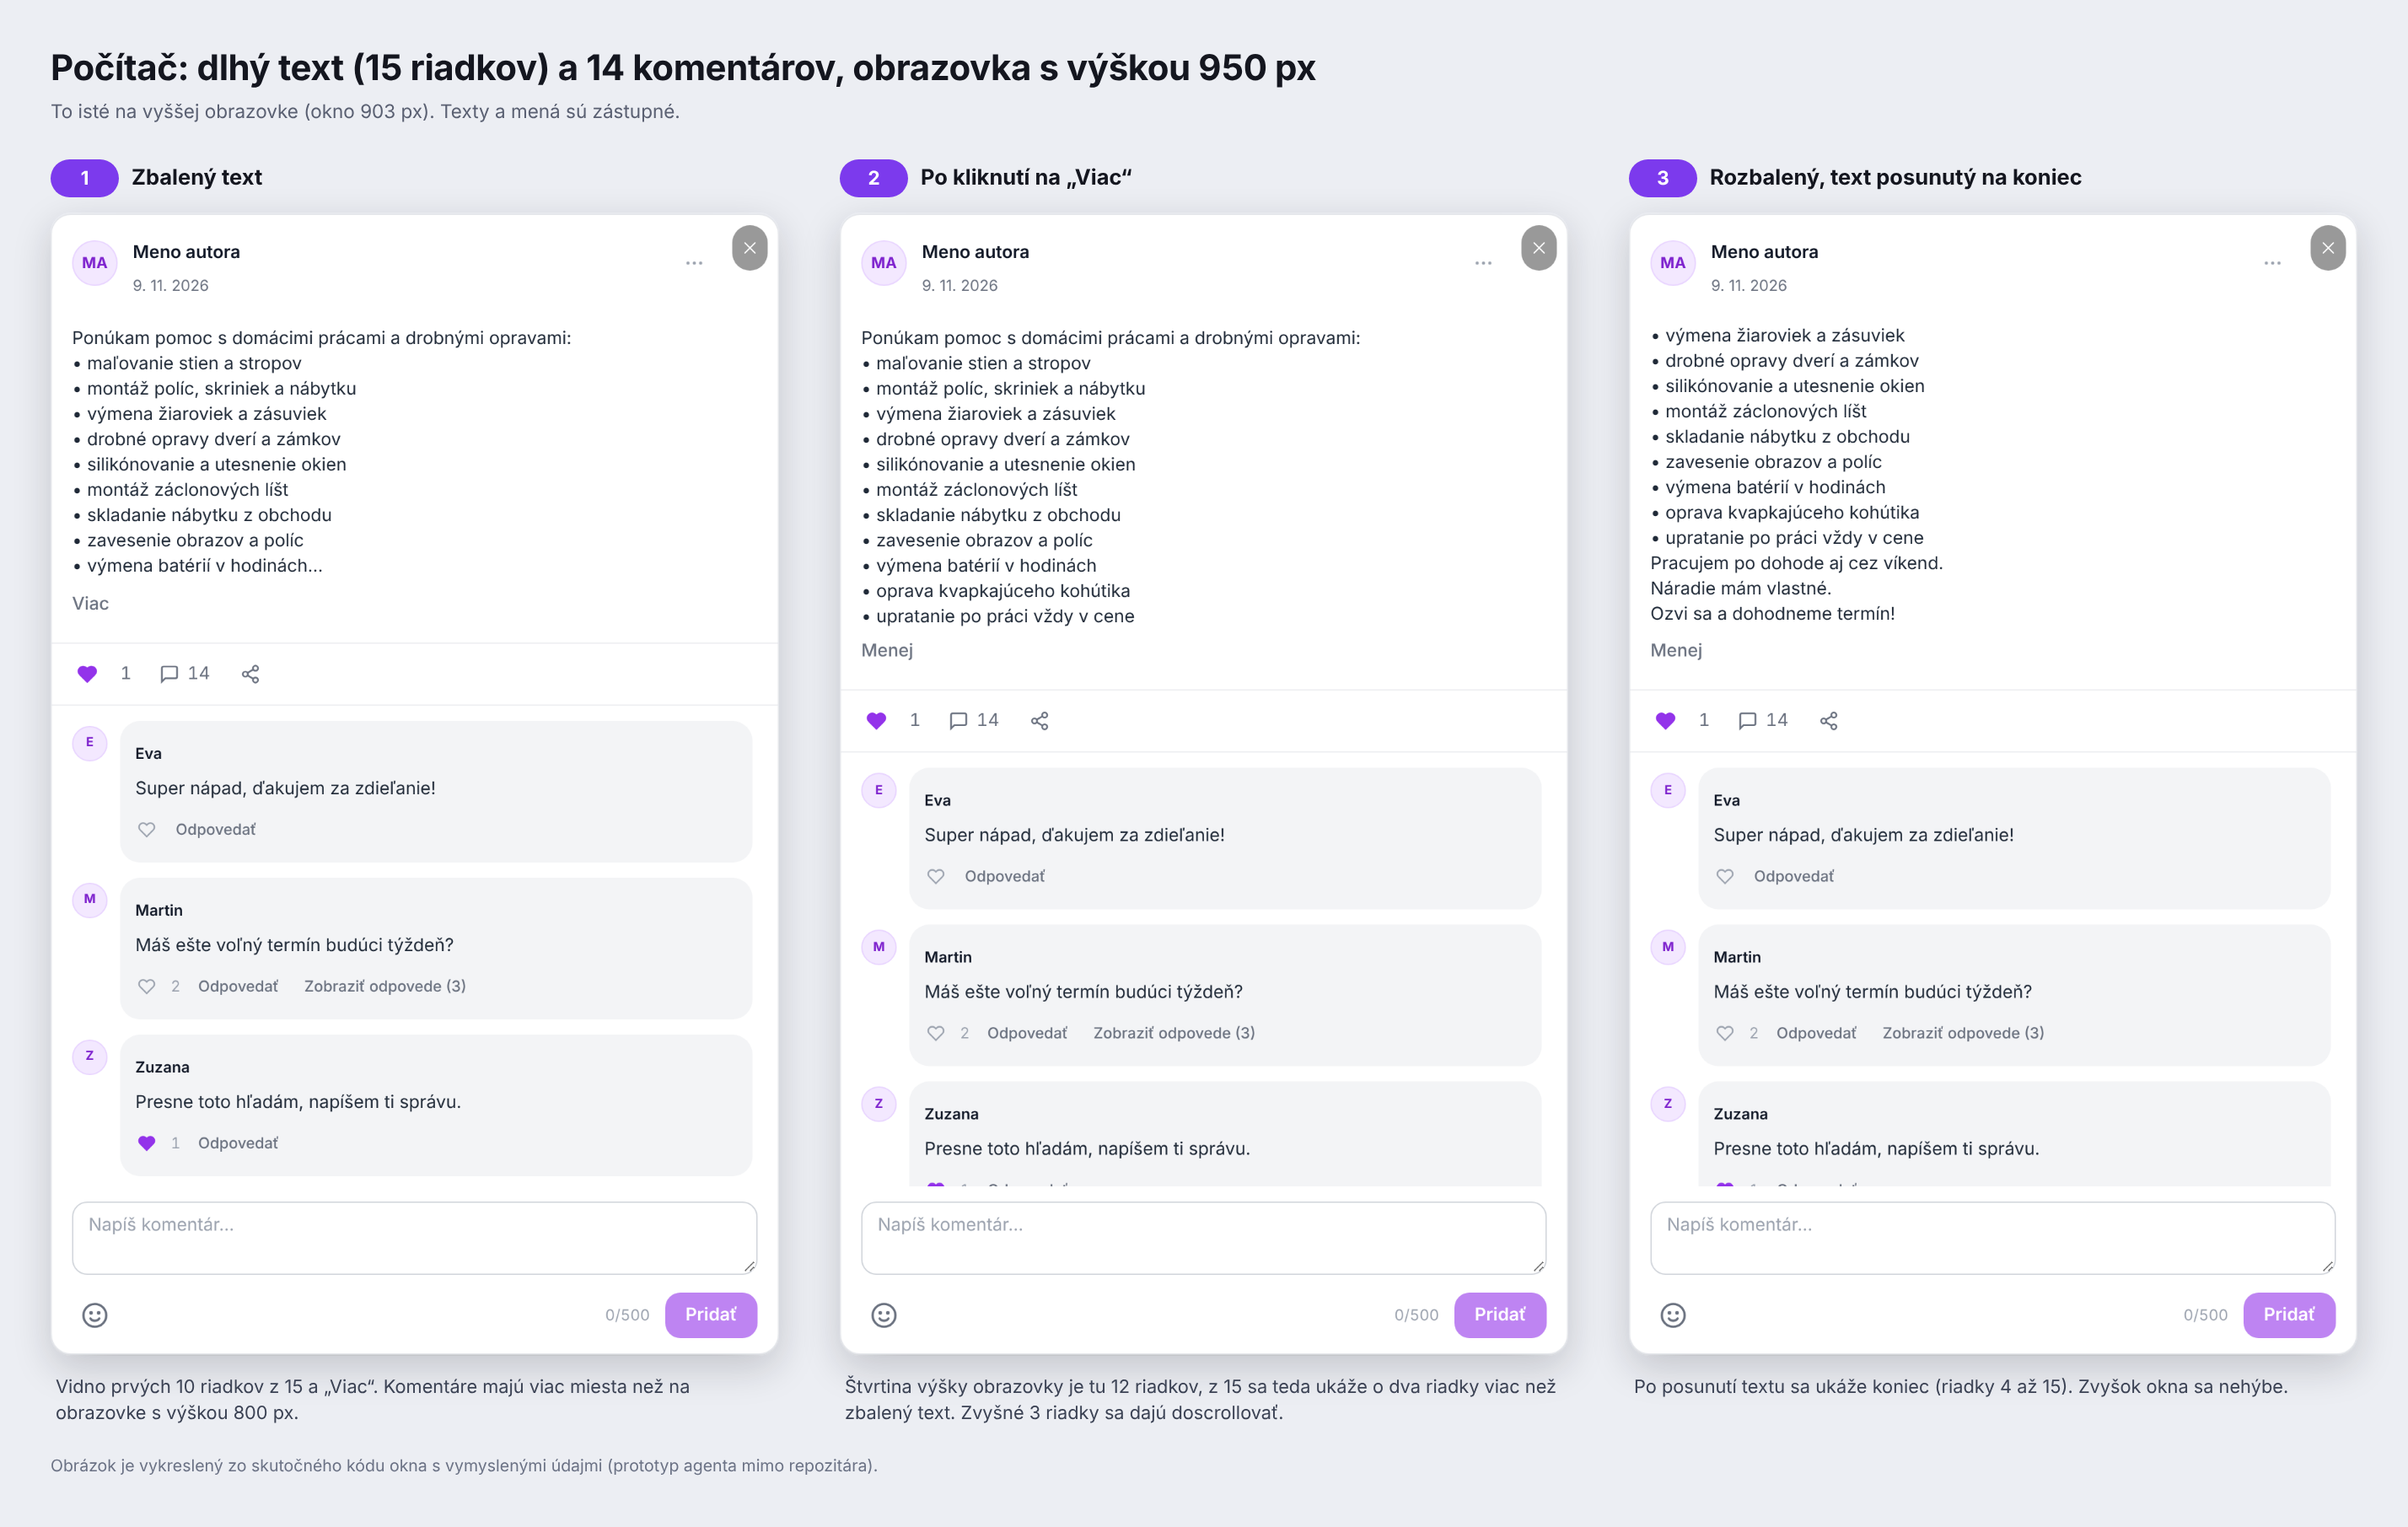 Počítač: dlhý text (15 riadkov) a 14 komentárov, obrazovka s výškou 950 px
To isté na vyššej obrazovke (okno 903 px). Texty a mená sú zástupné.
1 Zbalený text
MA Meno autora
9. 11. 2026
Ponúkam pomoc s domácimi prácami a drobnými opravami:
• maľovanie stien a stropov
• montáž políc, skriniek a nábytku
• výmena žiaroviek a zásuviek
• drobné opravy dverí a zámkov
• silikónovanie a utesnenie okien
• montáž záclonových líšt
• skladanie nábytku z obchodu
• zavesenie obrazov a políc
• výmena batérií v hodinách...
Viac
1 14
E Eva
Super nápad, ďakujem za zdieľanie!
Odpovedať
M Martin
Máš ešte voľný termín budúci týždeň?
2 Odpovedať Zobraziť odpovede (3)
Z Zuzana
Presne toto hľadám, napíšem ti správu.
1 Odpovedať
Napíš komentár...
0/500 Pridať
Vidno prvých 10 riadkov z 15 a „Viac“. Komentáre majú viac miesta než na
obrazovke s výškou 800 px.
2 Po kliknutí na „Viac“
MA Meno autora
9. 11. 2026
Ponúkam pomoc s domácimi prácami a drobnými opravami:
• maľovanie stien a stropov
• montáž políc, skriniek a nábytku
• výmena žiaroviek a zásuviek
• drobné opravy dverí a zámkov
• silikónovanie a utesnenie okien
• montáž záclonových líšt
• skladanie nábytku z obchodu
• zavesenie obrazov a políc
• výmena batérií v hodinách
• oprava kvapkajúceho kohútika
• upratanie po práci vždy v cene
Menej
1 14
E Eva
Super nápad, ďakujem za zdieľanie!
Odpovedať
M Martin
Máš ešte voľný termín budúci týždeň?
2 Odpovedať Zobraziť odpovede (3)
Z Zuzana
Presne toto hľadám, napíšem ti správu.
Napíš komentár...
0/500 Pridať
Štvrtina výšky obrazovky je tu 12 riadkov, z 15 sa teda ukáže o dva riadky viac než
zbalený text. Zvyšné 3 riadky sa dajú doscrollovať.
3 Rozbalený, text posunutý na koniec
MA Meno autora
9. 11. 2026
• výmena žiaroviek a zásuviek
• drobné opravy dverí a zámkov
• silikónovanie a utesnenie okien
• montáž záclonových líšt
• skladanie nábytku z obchodu
• zavesenie obrazov a políc
• výmena batérií v hodinách
• oprava kvapkajúceho kohútika
• upratanie po práci vždy v cene
Pracujem po dohode aj cez víkend.
Náradie mám vlastné.
Ozvi sa a dohodneme termín!
Menej
1 14
E Eva
Super nápad, ďakujem za zdieľanie!
Odpovedať
M Martin
Máš ešte voľný termín budúci týždeň?
2 Odpovedať Zobraziť odpovede (3)
Z Zuzana
Presne toto hľadám, napíšem ti správu.
Napíš komentár...
0/500 Pridať
Po posunutí textu sa ukáže koniec (riadky 4 až 15). Zvyšok okna sa nehýbe.
Obrázok je vykreslený zo skutočného kódu okna s vymyslenými údajmi (prototyp agenta mimo repozitára).